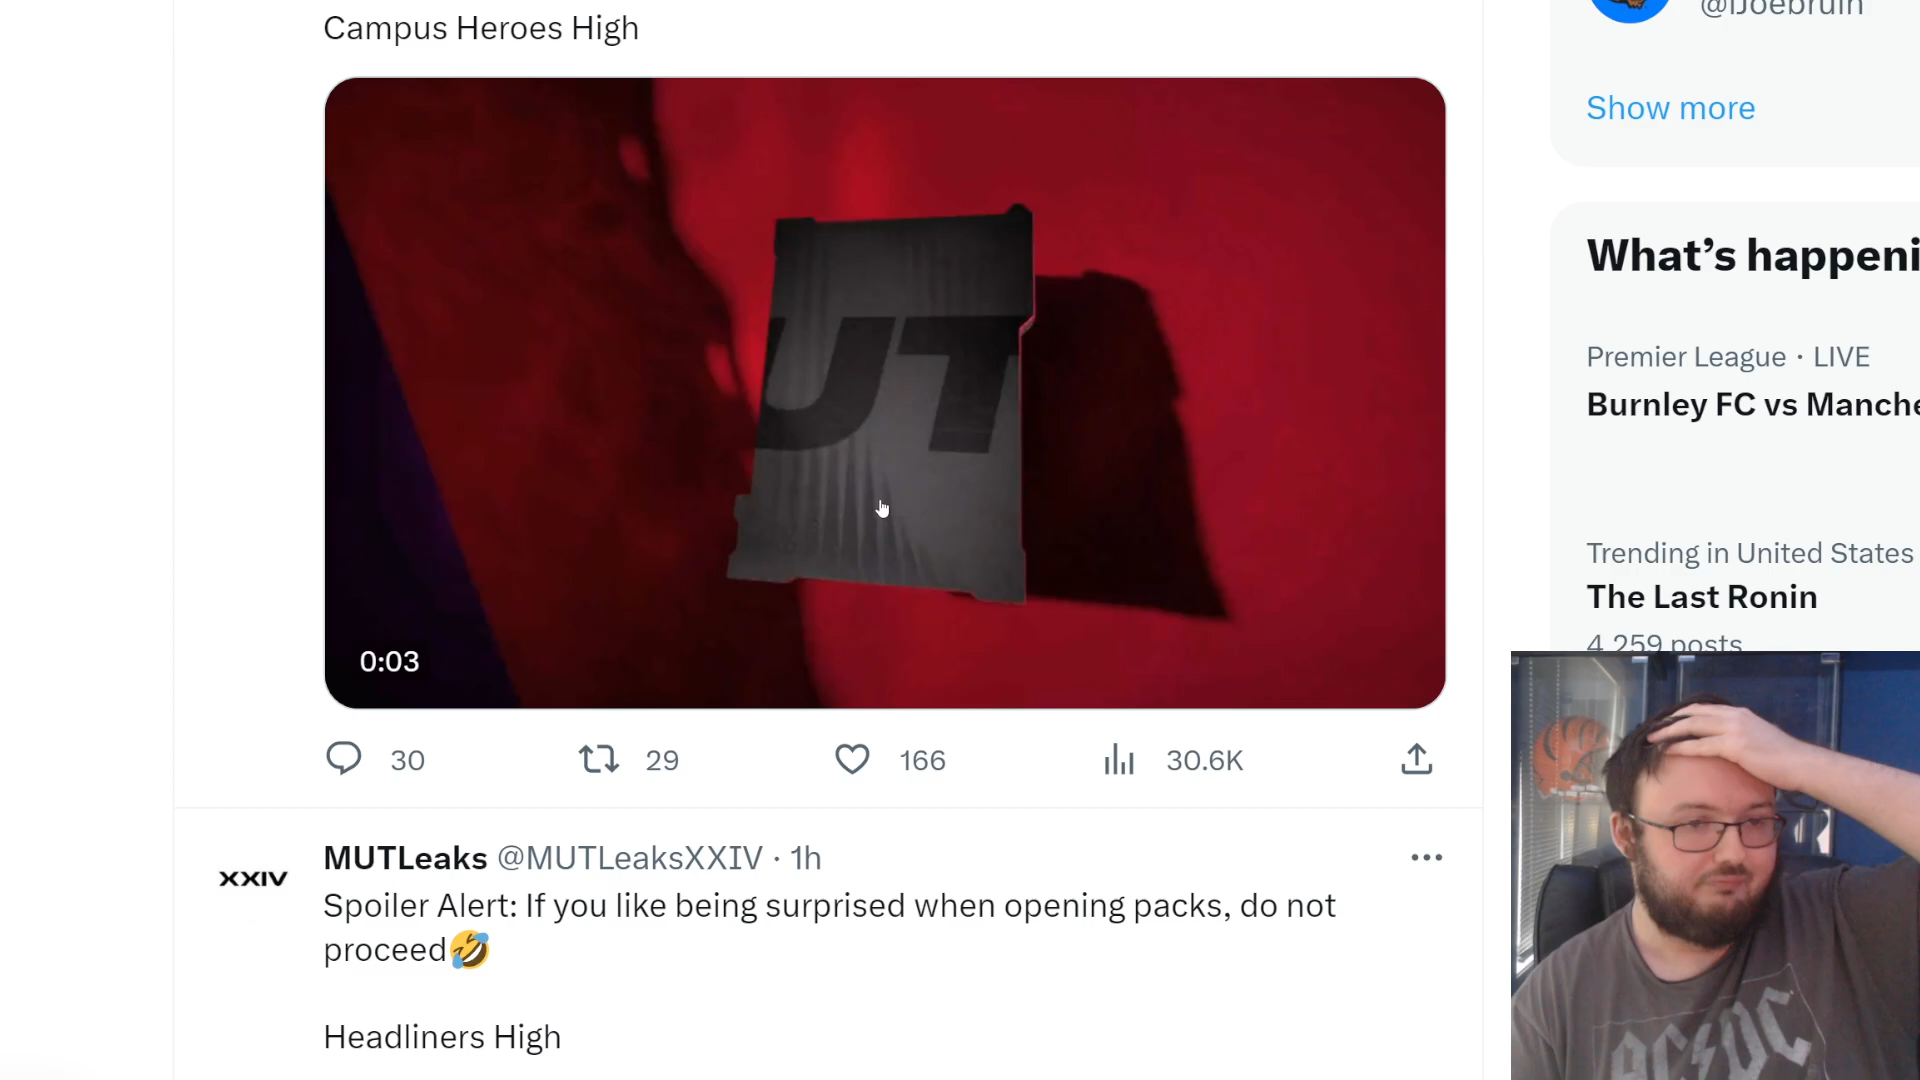 Campus Heroes High
UT
0:03
30
29
166
30.6K
XXIV
MUTLeaks @MUTLeaksXXIV · 1h
Spoiler Alert: If you like being surprised when opening packs, do not
proceed🤣
Headliners High
Show more
What's happeni
Premier League · LIVE
Burnley FC vs Manche
Trending in United States
The Last Ronin
4,259 posts
AC⚡DC